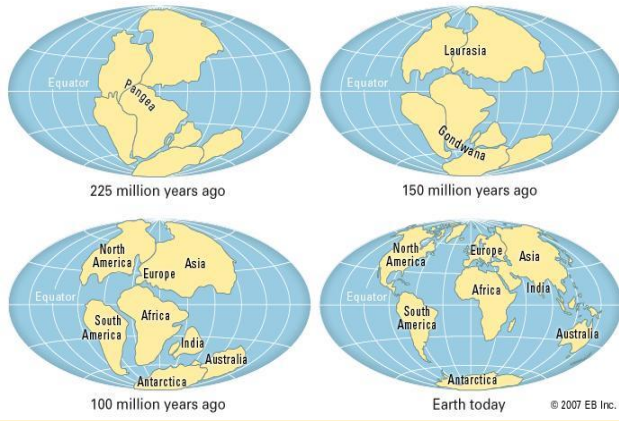 Equator
Pangea
225 million years ago
Laurasia
Equator
Gondwana
150 million years ago
North
America
Europe
Asia
Equator
South
America
Africa
India
Australia
Antarctica
100 million years ago
North
America
Europe
Asia
Equator
Africa
India
South
America
Australia
Antarctica
Earth today
© 2007 EB Inc.